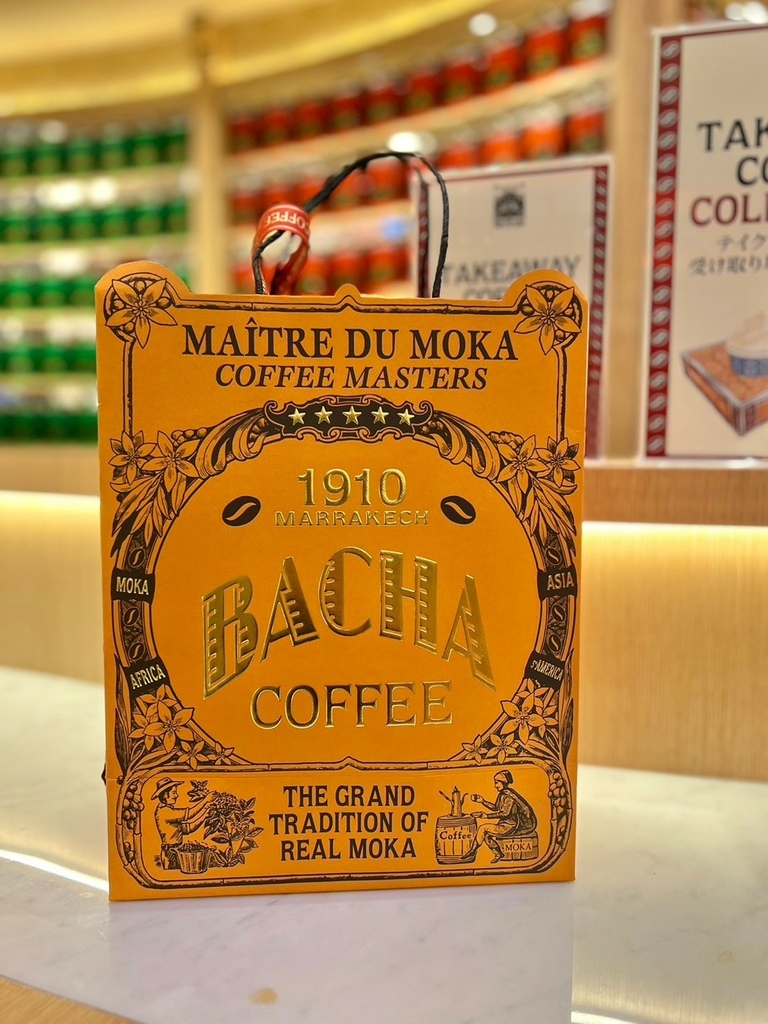 MAÎTRE DU MOKA
COFFEE MASTERS
1910
MARRAKECH
BACHA
COFFEE
MOKA
ASIA
AFRICA
S.AMERICA
THE GRAND
TRADITION OF
REAL MOKA
Coffee
MOKA
COFFEE
TAKEAWAY
TAK
CO
COL
テイク
受け取り